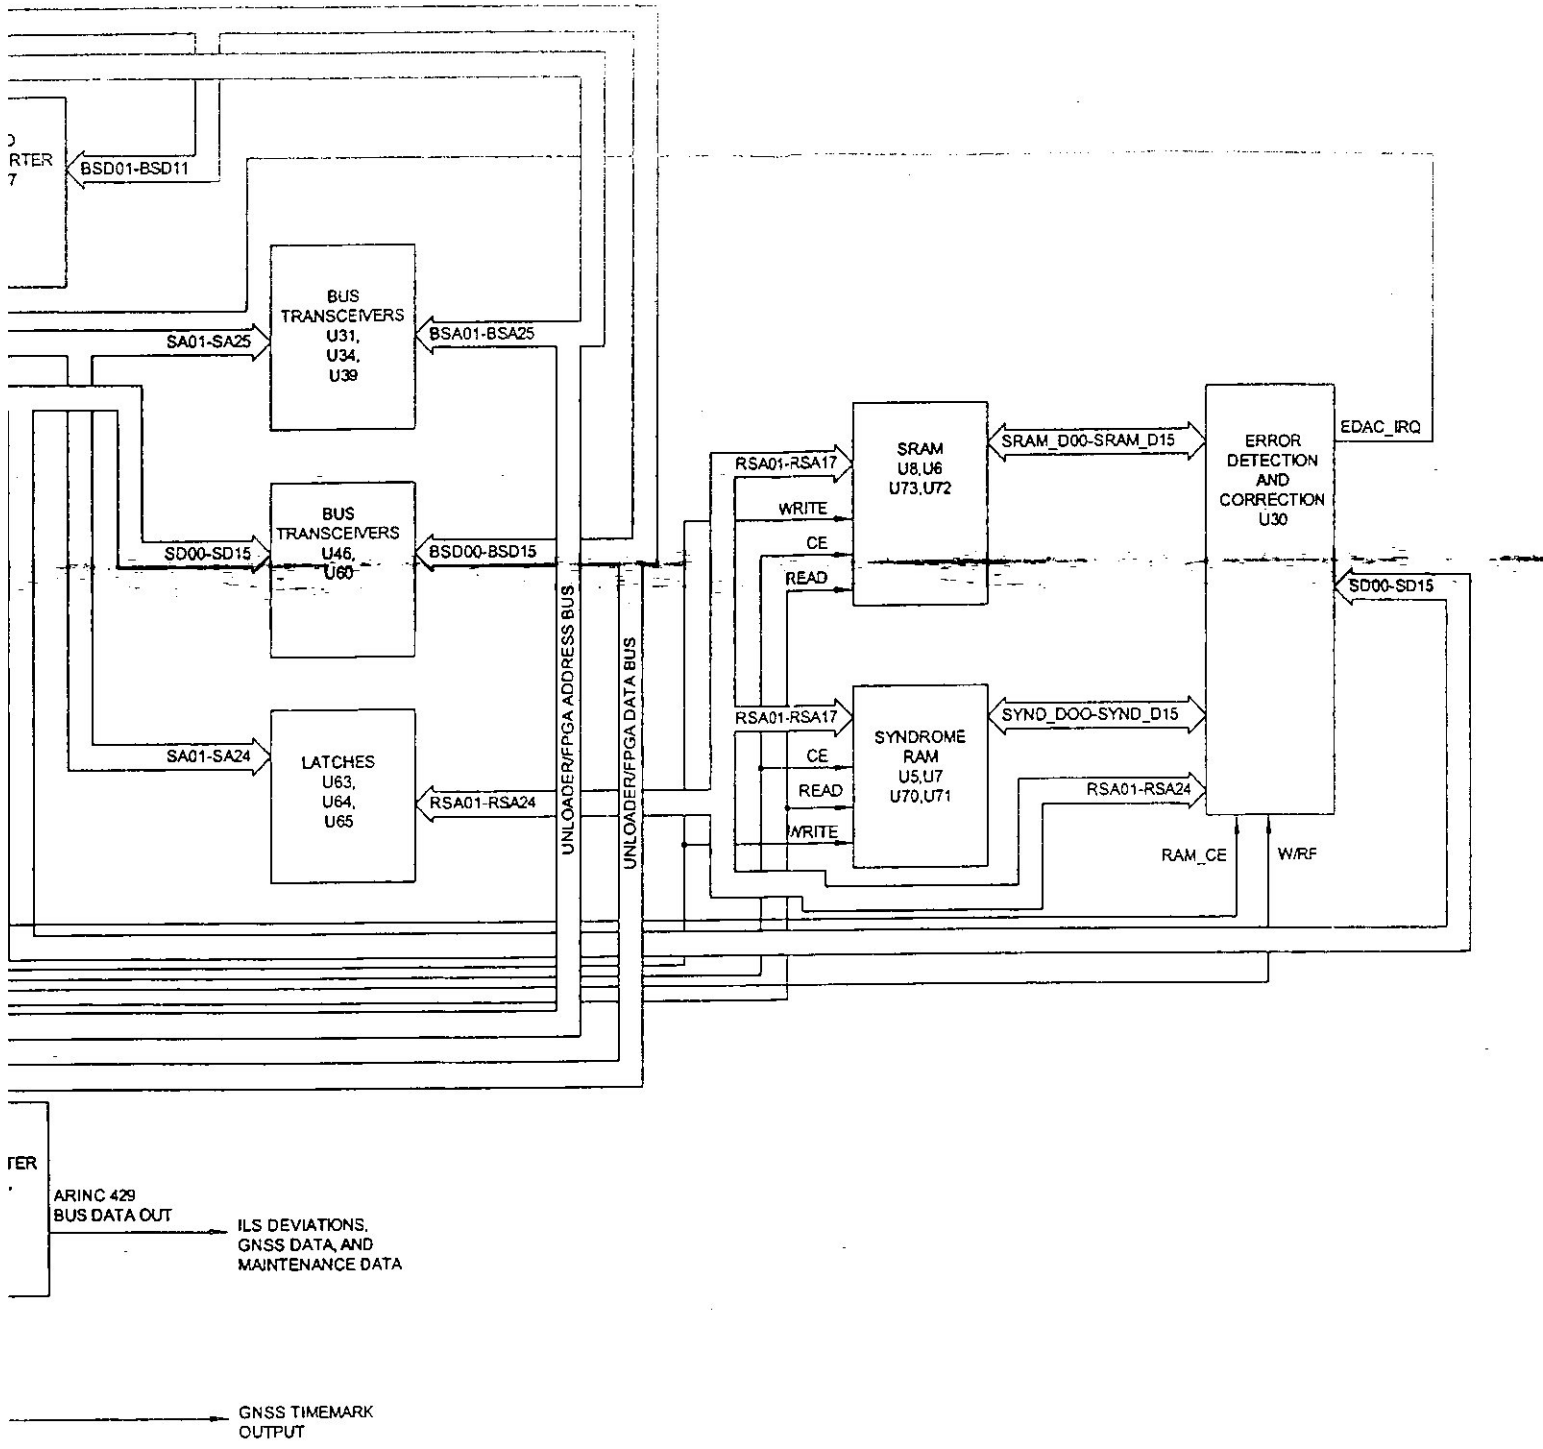 D
RTER
7
BSD01-BSD11
BUS
TRANSCEIVERS
U31,
U34,
U39
SA01-SA25
BSA01-BSA25
BUS
TRANSCEIVERS
U46,
U60
SD00-SD15
BSD00-BSD15
LATCHES
U63,
U64,
U65
SA01-SA24
RSA01-RSA24
UNLOADER/FPGA ADDRESS BUS
UNLOADER/FPGA DATA BUS
RSA01-RSA17
WRITE
CE
READ
SRAM
U8,U6
U73,U72
SRAM_D00-SRAM_D15
ERROR
DETECTION
AND
CORRECTION
U30
EDAC_IRQ
SD00-SD15
RSA01-RSA17
CE
READ
WRITE
SYNDROME
RAM
U5,U7
U70,U71
SYND_DOO-SYND_D15
RSA01-RSA24
RAM_CE
W/RF
TER
ARINC 429
BUS DATA OUT
ILS DEVIATIONS,
GNSS DATA, AND
MAINTENANCE DATA
GNSS TIMEMARK
OUTPUT